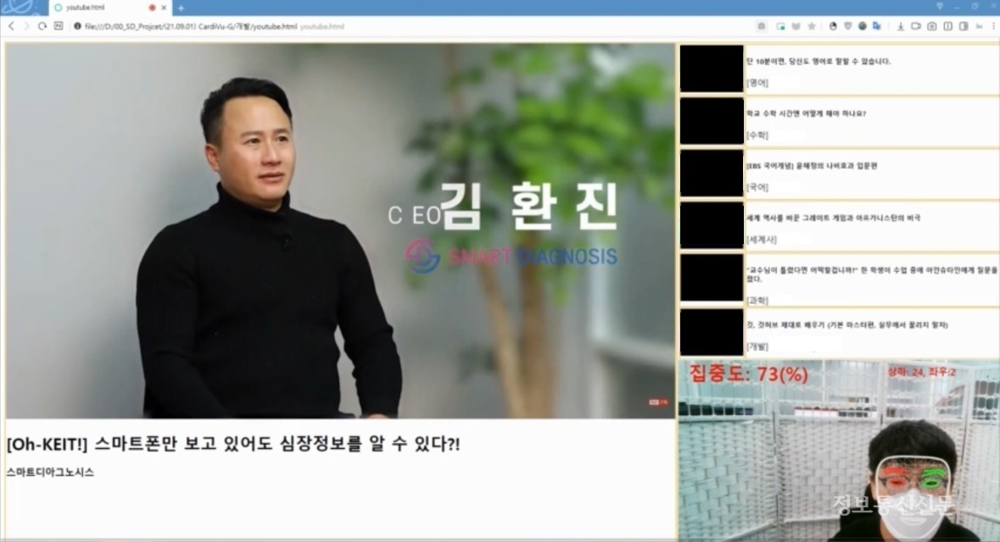 youtube.html
file:///D:/00_SD_Projcet/(21.09.01) CardiVu-G/개발/youtube.html youtube.html
CEO 김 환 진
SMART DIAGNOSIS
[Oh-KEIT!] 스마트폰만 보고 있어도 심장정보를 알 수 있다?!
스마트디아그노시스
단 10분이면, 당신도 영어로 말할 수 있습니다.
[영어]
학교 수학 시간엔 어떻게 해야 하나요?
[수학]
[EBS 국어개념] 윤혜정의 나비효과 입문편
[국어]
세계 역사를 바꾼 그레이트 게임과 아프가니스탄의 비극
[세계사]
"교수님이 틀렸다면 어떡할겁니까?" 한 학생이 수업 중에 아인슈타인에게 질문을
했다.
[과학]
깃, 깃허브 제대로 배우기 (기본 마스터편, 실무에서 꿀리지 말자)
[개발]
집중도: 73(%)
상하: 24, 좌우:2
정보통신신문